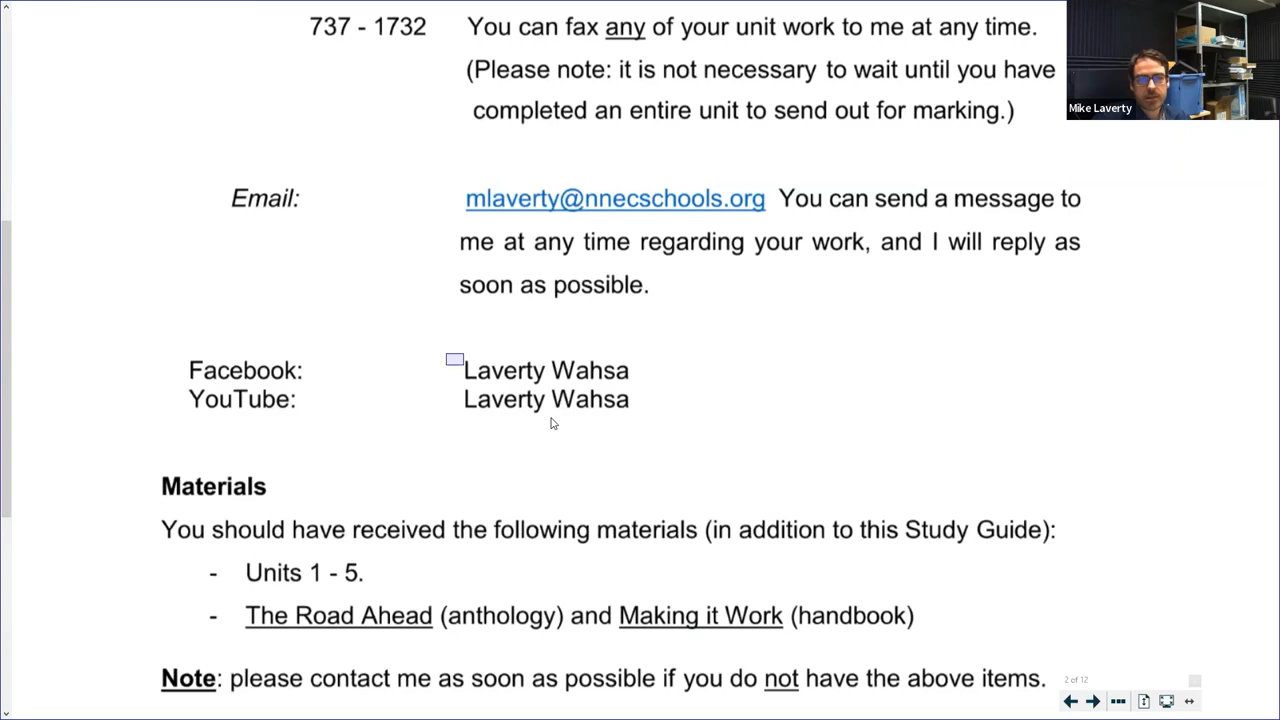 737 - 1732 You can fax any of your unit work to me at any time.
(Please note: it is not necessary to wait until you have
completed an entire unit to send out for marking.)
Mike Laverty
Email: mlaverty@nnecschools.org You can send a message to
me at any time regarding your work, and I will reply as
soon as possible.
Facebook: Laverty Wahsa
YouTube: Laverty Wahsa
Materials
You should have received the following materials (in addition to this Study Guide):
- Units 1 - 5.
- The Road Ahead (anthology) and Making it Work (handbook)
Note: please contact me as soon as possible if you do not have the above items.
2 of 12